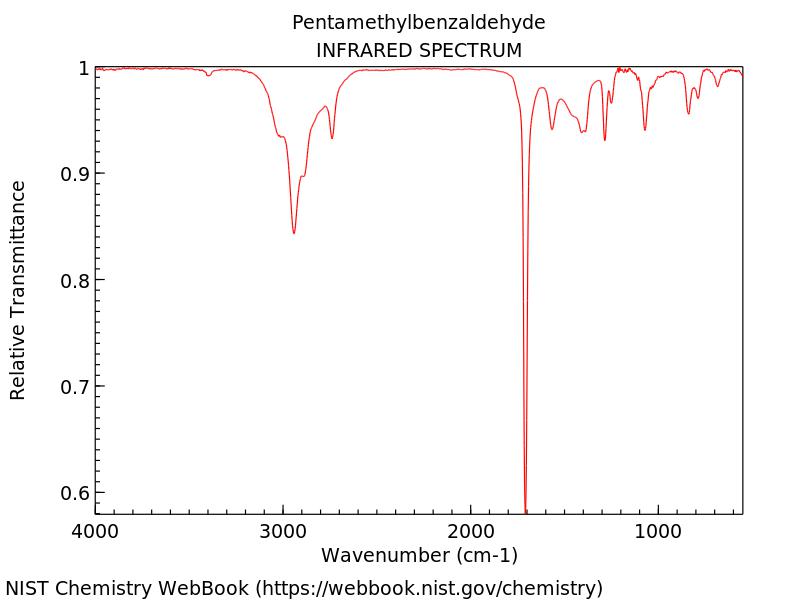 Pentamethylbenzaldehyde
INFRARED SPECTRUM
1
0.9
0.8
0.7
0.6
Relative Transmittance
4000 3000 2000 1000
Wavenumber (cm-1)
NIST Chemistry WebBook (https://webbook.nist.gov/chemistry)